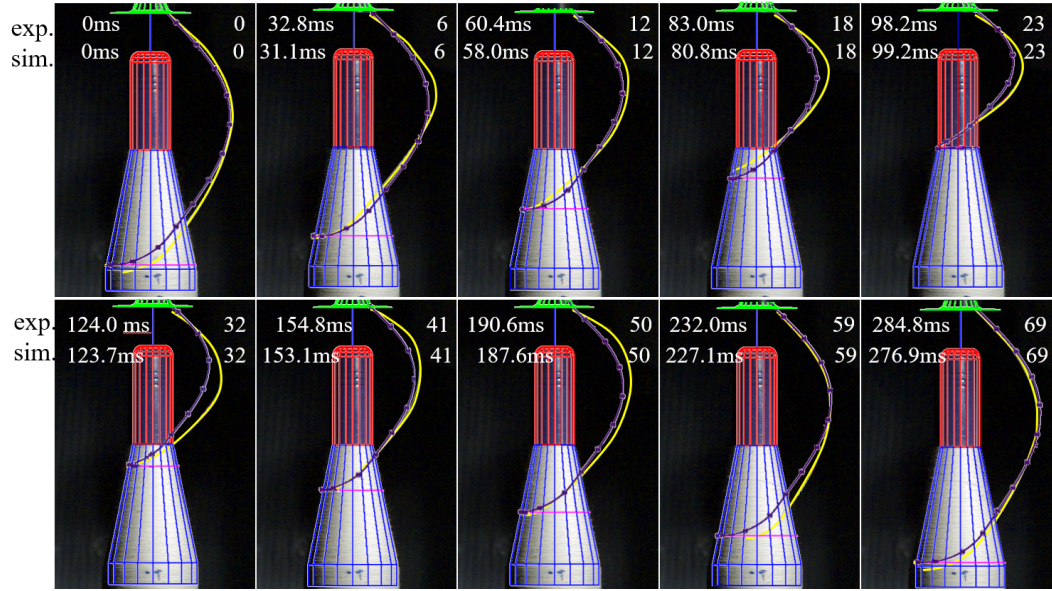 exp. 0ms 0 32.8ms 6 60.4ms 12 83.0ms 18 98.2ms 23
sim. 0ms 0 31.1ms 6 58.0ms 12 80.8ms 18 99.2ms 23
exp. 124.0 ms 32 154.8ms 41 190.6ms 50 232.0ms 59 284.8ms 69
sim. 123.7ms 32 153.1ms 41 187.6ms 50 227.1ms 59 276.9ms 69